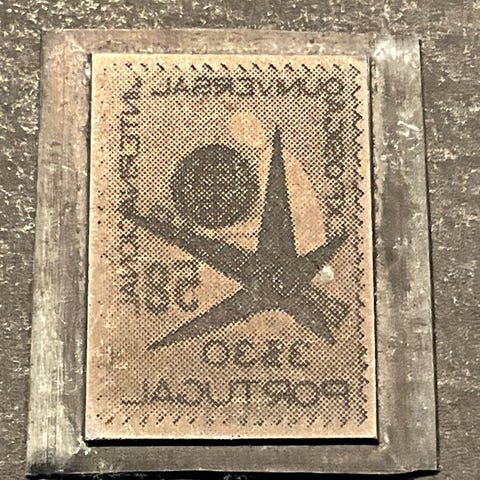 UNIVERSAL
INTERNACIONAL
58
3$30
PORTUGAL